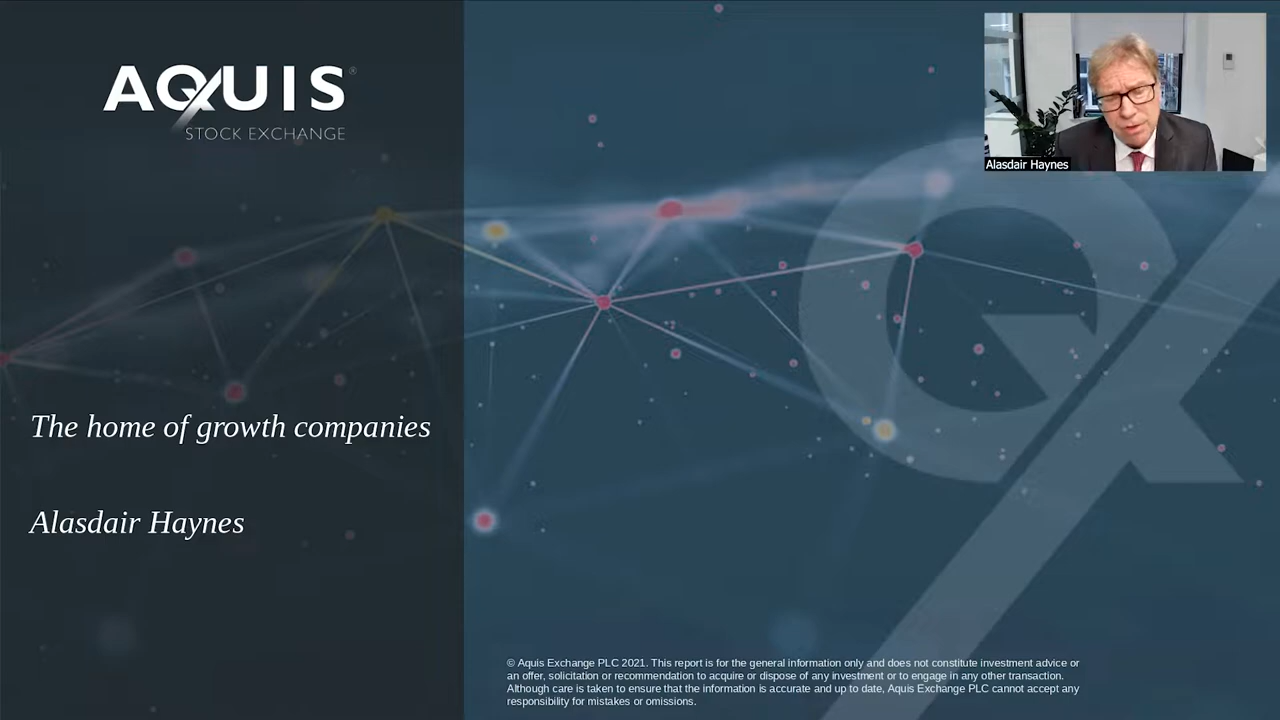 AQUIS®
STOCK EXCHANGE
Alasdair Haynes
The home of growth companies
Alasdair Haynes
© Aquis Exchange PLC 2021. This report is for the general information only and does not constitute investment advice or
an offer, solicitation or recommendation to acquire or dispose of any investment or to engage in any other transaction.
Although care is taken to ensure that the information is accurate and up to date, Aquis Exchange PLC cannot accept any
responsibility for mistakes or omissions.